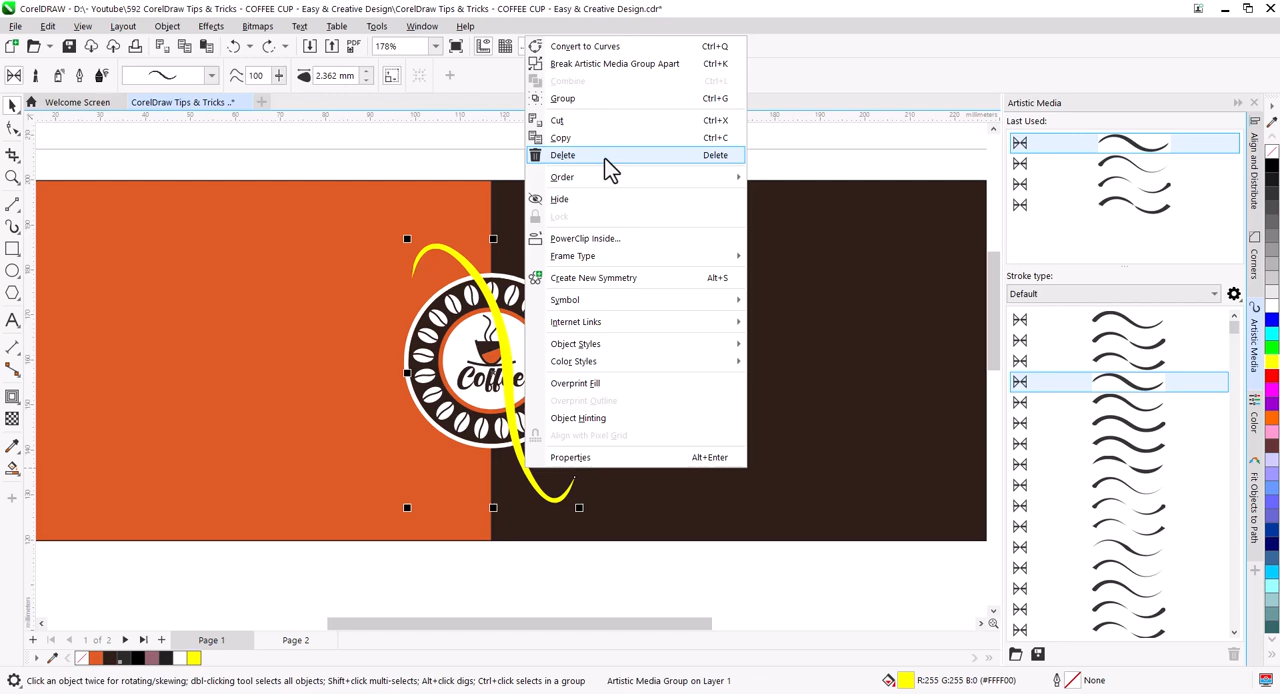 CorelDRAW - D:\- Youtube\592 CorelDraw Tips & Tricks - COFFEE CUP - Easy & Creative Design\CorelDraw Tips & Tricks - COFFEE CUP - Easy & Creative Design.cdr*
File Edit View Layout Object Effects Bitmaps Text Table Tools Window Help
PDF 178%
100 2.362 mm
Welcome Screen CorelDRAW Tips & Tricks ..*
millimeters
Convert to Curves Ctrl+Q
Break Artistic Media Group Apart Ctrl+K
Combine Ctrl+L
Group Ctrl+G
Cut Ctrl+X
Copy Ctrl+C
Delete Delete
Order
Hide
Lock
PowerClip Inside...
Frame Type
Create New Symmetry Alt+S
Symbol
Internet Links
Object Styles
Color Styles
Overprint Fill
Overprint Outline
Object Hinting
Align with Pixel Grid
Properties Alt+Enter
Coffee
Artistic Media
Last Used:
Stroke type:
Default
Align and Distribute
Corners
Artistic Media
Color
Fit Objects to Path
1 of 2 Page 1 Page 2
Click an object twice for rotating/skewing; dbl-clicking tool selects all objects; Shift+click multi-selects; Alt+click digs; Ctrl+click selects in a group Artistic Media Group on Layer 1 R:255 G:255 B:0 (#FFFF00) None